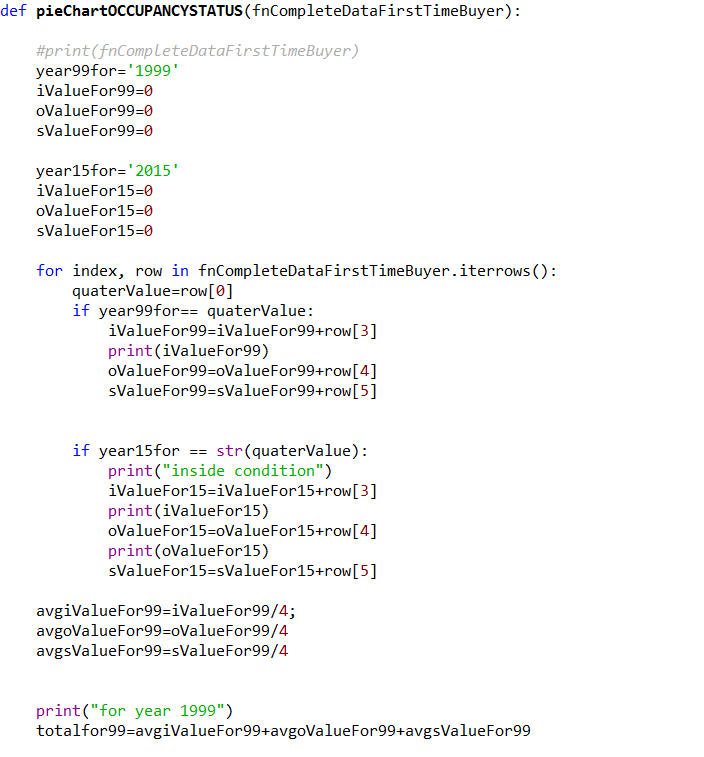 def pieChartOCCUPANCYSTATUS(fnCompleteDataFirstTimeBuyer):
    #print(fnCompleteDataFirstTimeBuyer)
    year99for='1999'
    iValueFor99=0
    oValueFor99=0
    sValueFor99=0
    year15for='2015'
    iValueFor15=0
    oValueFor15=0
    sValueFor15=0
    for index, row in fnCompleteDataFirstTimeBuyer.iterrows():
        quaterValue=row[0]
        if year99for== quaterValue:
            iValueFor99=iValueFor99+row[3]
            print(iValueFor99)
            oValueFor99=oValueFor99+row[4]
            sValueFor99=sValueFor99+row[5]
        if year15for == str(quaterValue):
            print("inside condition")
            iValueFor15=iValueFor15+row[3]
            print(iValueFor15)
            oValueFor15=oValueFor15+row[4]
            print(oValueFor15)
            sValueFor15=sValueFor15+row[5]
    avgiValueFor99=iValueFor99/4;
    avgoValueFor99=oValueFor99/4
    avgsValueFor99=sValueFor99/4
    print("for year 1999")
    totalfor99=avgiValueFor99+avgoValueFor99+avgsValueFor99